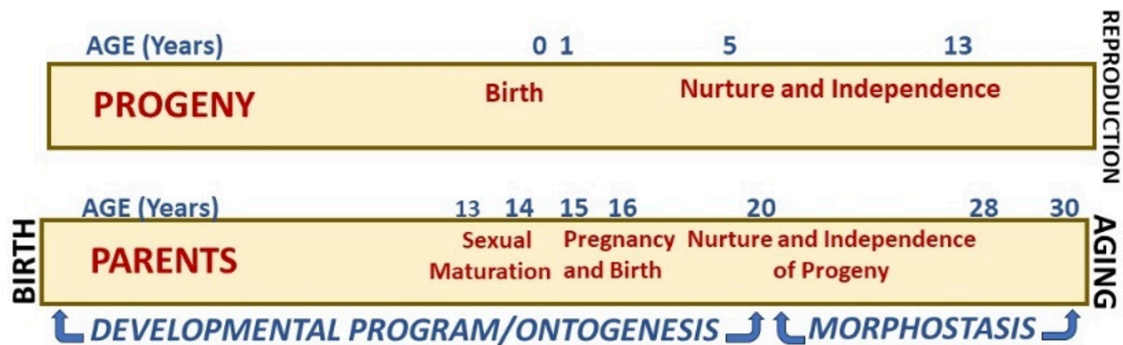 AGE (Years) 0 1 5 13
PROGENY
Birth
Nurture and Independence
REPRODUCTION
AGE (Years) 13 14 15 16 20 28 30
BIRTH
PARENTS
Sexual
Maturation
Pregnancy
and Birth
Nurture and Independence
of Progeny
AGING
DEVELOPMENTAL PROGRAM/ONTOGENESIS
MORPHOSTASIS